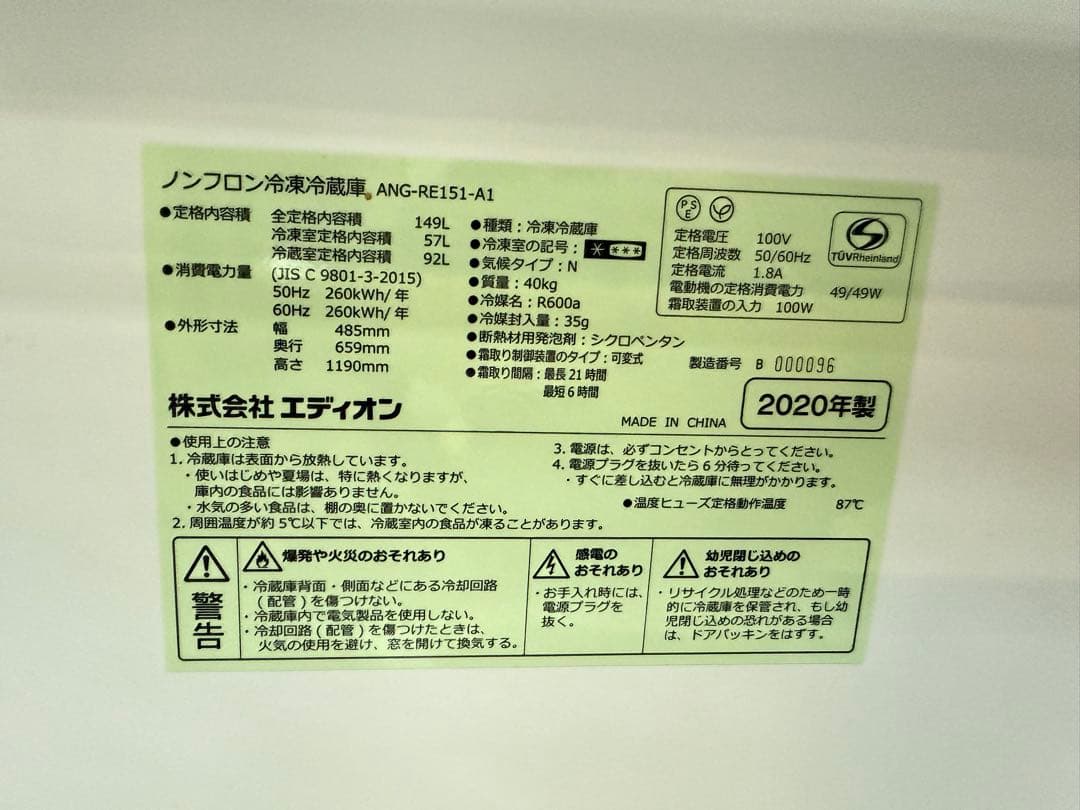 ノンフロン冷凍冷蔵庫 ANG-RE151-A1
●定格内容積 全定格内容積 149L
冷凍室定格内容積 57L
冷蔵室定格内容積 92L
●消費電力量 (JIS C 9801-3-2015)
50Hz 260kWh/年
60Hz 260kWh/年
●外形寸法 幅 485mm
奥行 659mm
高さ 1190mm
●種類：冷凍冷蔵庫
●冷凍室の記号：* ***
●気候タイプ：N
●質量：40kg
●冷媒名：R600a
●冷媒封入量：35g
●断熱材用発泡剤：シクロペンタン
●霜取り制御装置のタイプ：可変式
●霜取り間隔：最長21時間
最短6時間
PSE
定格電圧 100V
定格周波数 50/60Hz
定格電流 1.8A
電動機の定格消費電力 49/49W
霜取装置の入力 100W
S
TÜVRheinland
製造番号 B 000096
株式会社 エディオン
MADE IN CHINA
2020年製
●使用上の注意
1. 冷蔵庫は表面から放熱しています。
・使いはじめや夏場は、特に熱くなりますが、
庫内の食品には影響ありません。
・水気の多い食品は、棚の奥に置かないでください。
2. 周囲温度が約5℃以下では、冷蔵室内の食品が凍ることがあります。
3. 電源は、必ずコンセントからとってください。
4. 電源プラグを抜いたら6分待ってください。
・すぐに差し込むと冷蔵庫に無理がかかります。
●温度ヒューズ定格動作温度 87℃
警告
爆発や火災のおそれあり
・冷蔵庫背面・側面などにある冷却回路
(配管)を傷つけない。
・冷蔵庫内で電気製品を使用しない。
・冷却回路(配管)を傷つけたときは、
火気の使用を避け、窓を開けて換気する。
感電の
おそれあり
・お手入れ時には、
電源プラグを
抜く。
幼児閉じ込めの
おそれあり
・リサイクル処理などのため一時
的に冷蔵庫を保管され、もし幼
児閉じ込めの恐れがある場合
は、ドアパッキンをはずす。